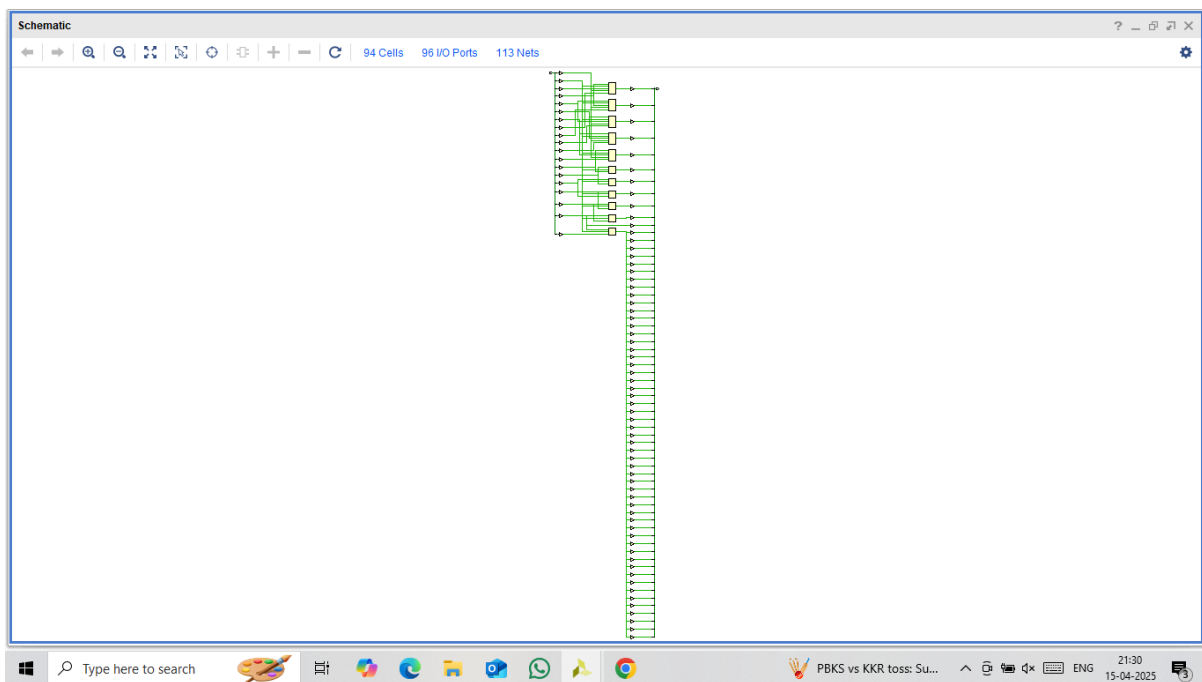 Schematic
94 Cells 96 I/O Ports 113 Nets
Type here to search
PBKS vs KKR toss: Su... ENG 21:30
15-04-2025
3